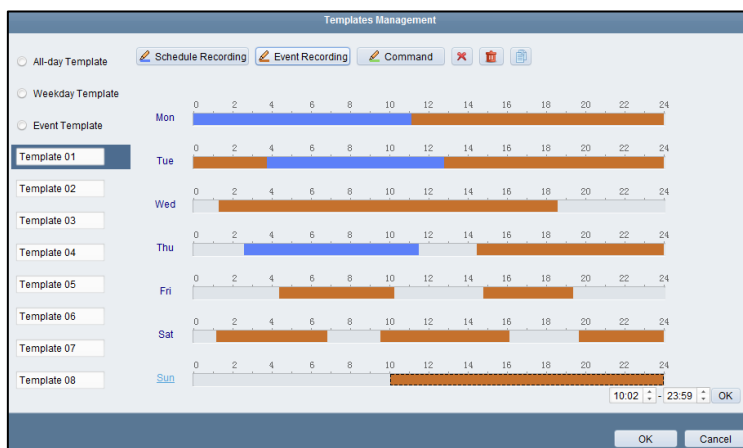 Templates Management
Schedule Recording Event Recording Command
All-day Template
Weekday Template
Event Template
Template 01
Template 02
Template 03
Template 04
Template 05
Template 06
Template 07
Template 08
0 2 4 6 8 10 12 14 16 18 20 22 24
Mon
0 2 4 6 8 10 12 14 16 18 20 22 24
Tue
0 2 4 6 8 10 12 14 16 18 20 22 24
Wed
0 2 4 6 8 10 12 14 16 18 20 22 24
Thu
0 2 4 6 8 10 12 14 16 18 20 22 24
Fri
0 2 4 6 8 10 12 14 16 18 20 22 24
Sat
0 2 4 6 8 10 12 14 16 18 20 22 24
Sun
10:02 - 23:59 OK
OK Cancel